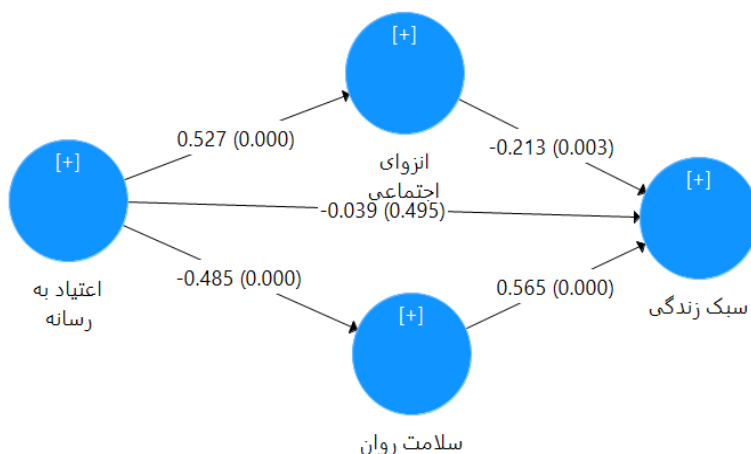 [+]
انزوای
اجتماعی
0.527 (0.000)
-0.213 (0.003)
[+]
اعتیاد به
رسانه
-0.039 (0.495)
[+]
سبک زندگی
-0.485 (0.000)
0.565 (0.000)
[+]
سلامت روان